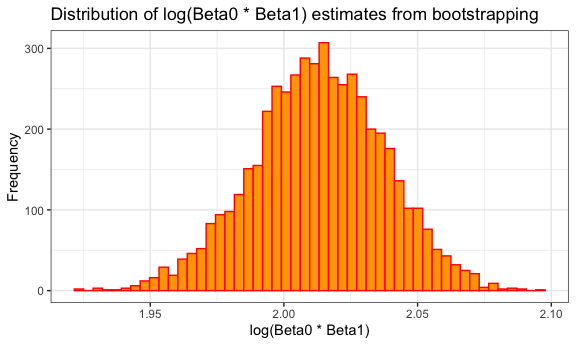 Distribution of log(Beta0 * Beta1) estimates from bootstrapping
300
200
100
0
Frequency
1.95 2.00 2.05 2.10
log(Beta0 * Beta1)